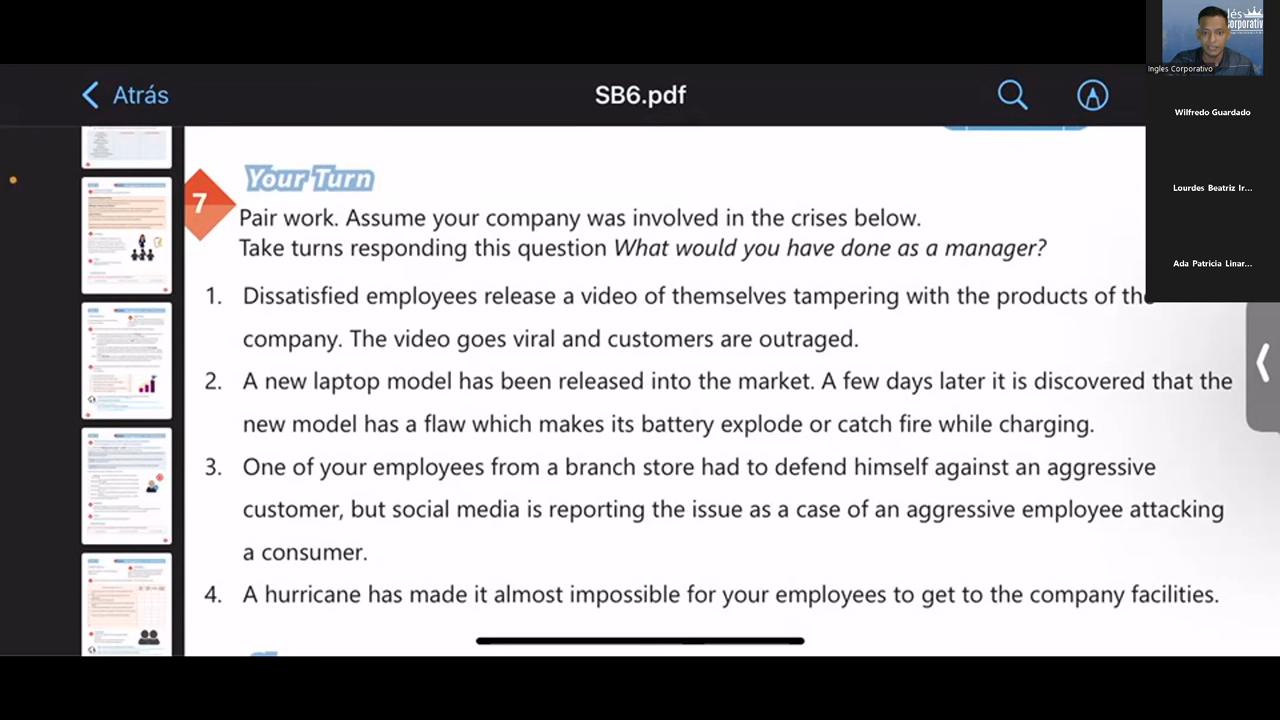 Atrás
SB6.pdf
Ingles Corporativo
Wilfredo Guardado
Lourdes Beatriz Ir...
Ada Patricia Linar...
Your Turn
7
Pair work. Assume your company was involved in the crises below.
Take turns responding this question What would you have done as a manager?
1. Dissatisfied employees release a video of themselves tampering with the products of the
company. The video goes viral and customers are outraged.
2. A new laptop model has been released into the market. A few days later it is discovered that the
new model has a flaw which makes its battery explode or catch fire while charging.
3. One of your employees from a branch store had to defend himself against an aggressive
customer, but social media is reporting the issue as a case of an aggressive employee attacking
a consumer.
4. A hurricane has made it almost impossible for your employees to get to the company facilities.